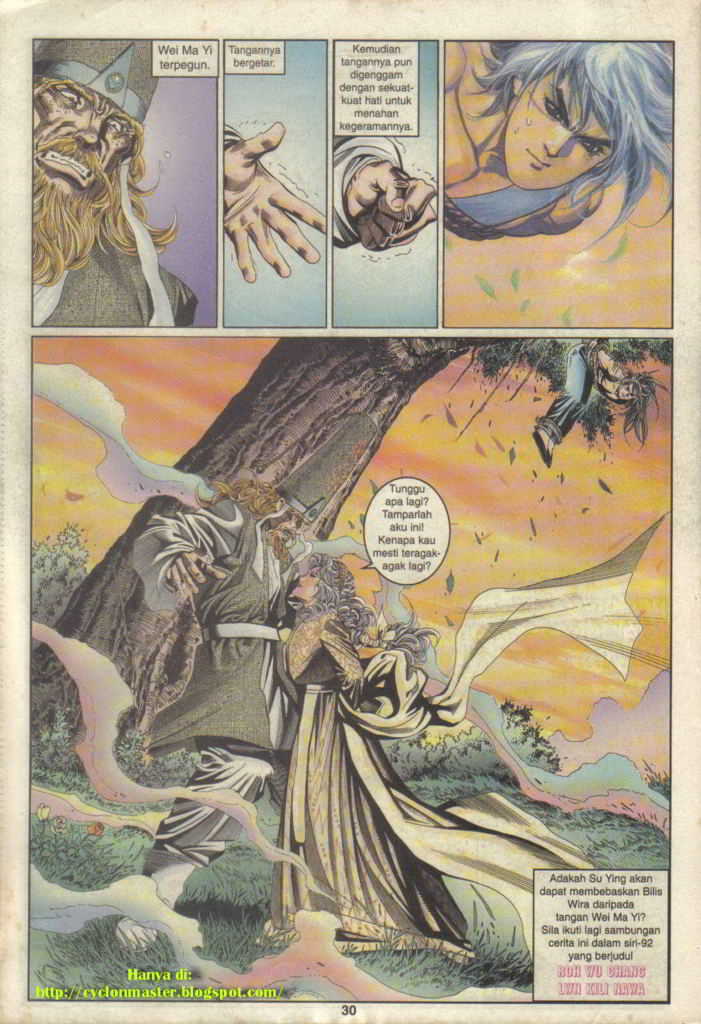 Wei Ma Yi
terpegun.
Tangannya
bergetar.
Kemudian
tangannya pun
digenggam
dengan sekuat-
kuat hati untuk
menahan
kegeramannya.
Tunggu
apa lagi?
Tamparlah
aku ini!
Kenapa kau
mesti teragak-
agak lagi?
Adakah Su Ying akan
dapat membebaskan Bilis
Wira daripada
tangan Wei Ma Yi?
Sila ikuti lagi sambungan
cerita ini dalam siri-92
yang berjudul
ROH WU CHANG
LWN KILI NAWA
Hanya di:
http://cyclonmaster.blogspot.com/
30